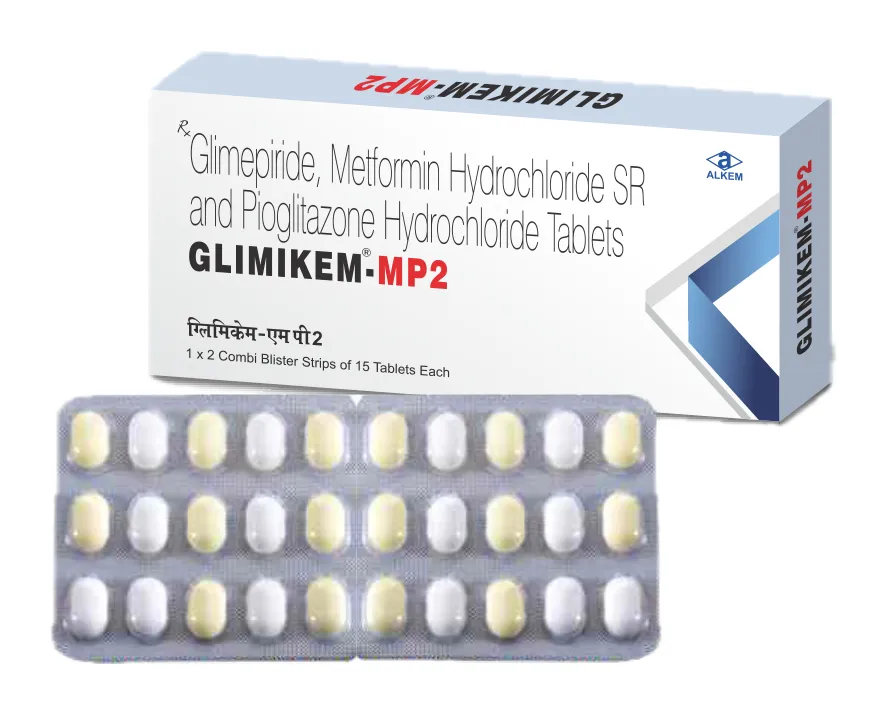 GLIMIKEM®-MP2
Rx Glimepiride, Metformin Hydrochloride SR
and Pioglitazone Hydrochloride Tablets
GLIMIKEM®-MP2
ग्लिमिकेम-एम पी 2
1 x 2 Combi Blister Strips of 15 Tablets Each
a
ALKEM
GLIMIKEM®-MP2